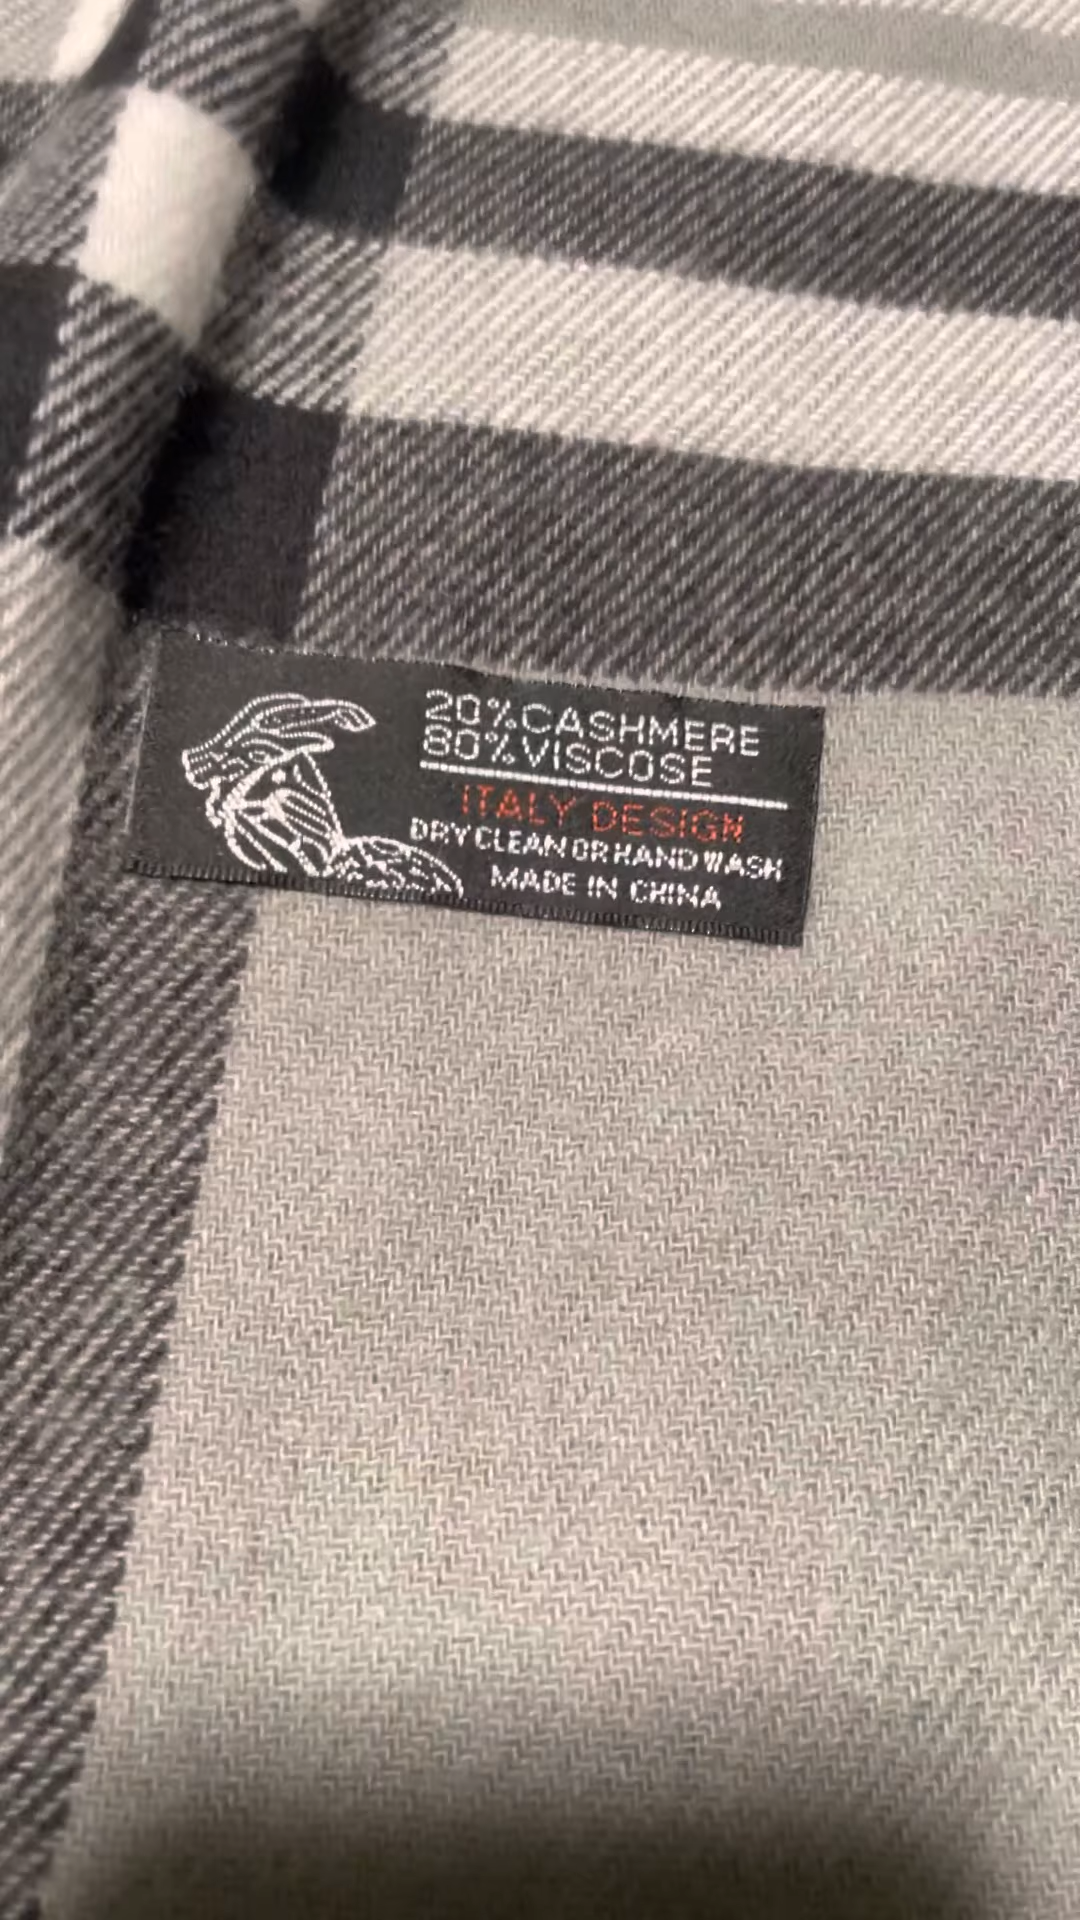 20%CASHMERE
80%VISCOSE
ITALY DESIGN
DRY CLEAN OR HAND WASH
MADE IN CHINA